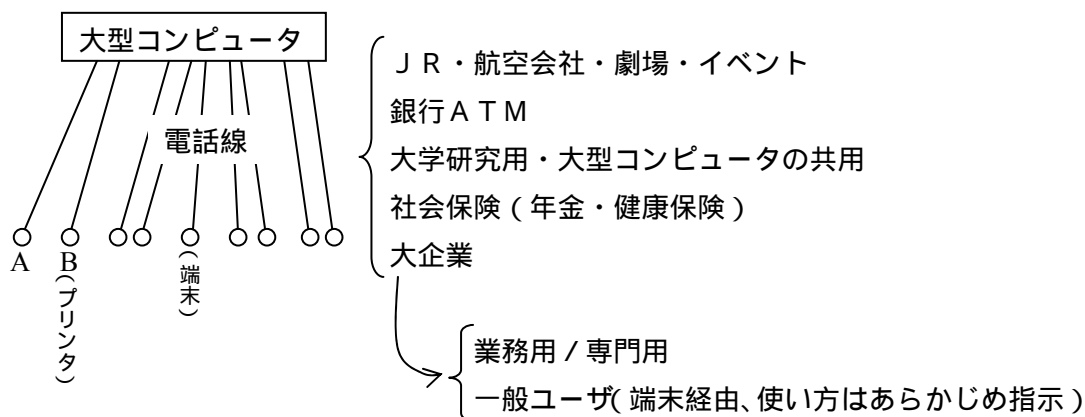 大型コンピュータ
電話線
A
B
(プリンタ)
(端末)
JR・航空会社・劇場・イベント
銀行ATM
大学研究用・大型コンピュータの共用
社会保険(年金・健康保険)
大企業
業務用/専門用
一般ユーザ(端末経由、使い方はあらかじめ指示)